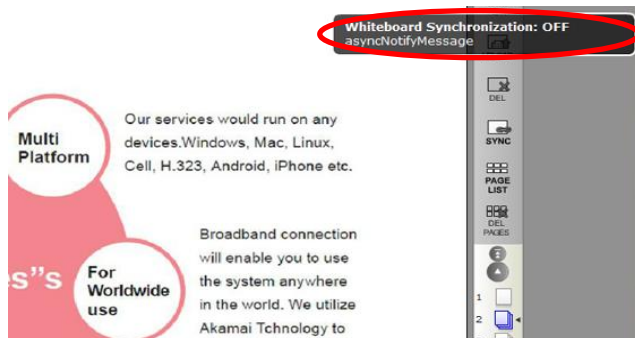 Whiteboard Synchronization: OFF
asyncNotifyMessage
DEL
SYNC
PAGE
LIST
DEL
PAGES
1
2
Multi
Platform
Our services would run on any
devices.Windows, Mac, Linux,
Cell, H.323, Android, iPhone etc.
es"s
For
Worldwide
use
Broadband connection
will enable you to use
the system anywhere
in the world. We utilize
Akamai Tchnology to